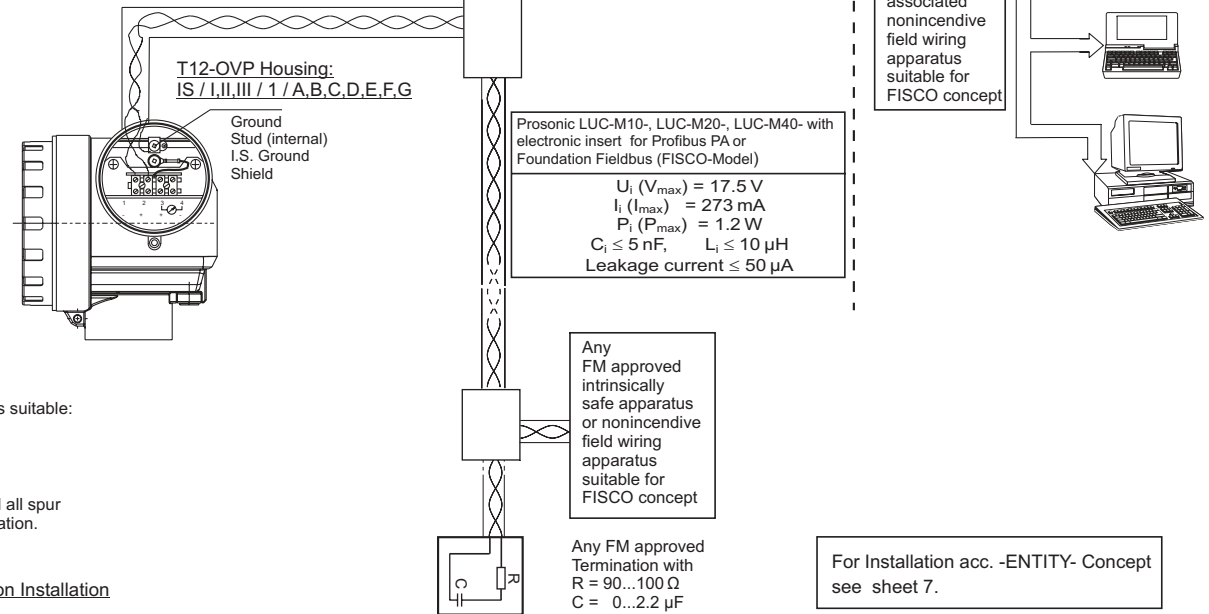 associated
nonincendive
field wiring
apparatus
suitable for
FISCO concept
T12-OVP Housing:
IS / I,II,III / 1 / A,B,C,D,E,F,G
Ground
Stud (internal)
I.S. Ground
Shield
1 2 3 4
- + + -
Prosonic LUC-M10-, LUC-M20-, LUC-M40- with
electronic insert for Profibus PA or
Foundation Fieldbus (FISCO-Model)
Ui (Vmax) = 17.5 V
Ii (Imax) = 273 mA
Pi (Pmax) = 1.2 W
Ci ≤ 5 nF, Li ≤ 10 µH
Leakage current ≤ 50 µA
Any
FM approved
intrinsically
safe apparatus
or nonincendive
field wiring
apparatus
suitable for
FISCO concept
s suitable:
all spur
ation.
on Installation
C
R
Any FM approved
Termination with
R = 90...100 Ω
C = 0...2.2 µF
For Installation acc. -ENTITY- Concept
see sheet 7.